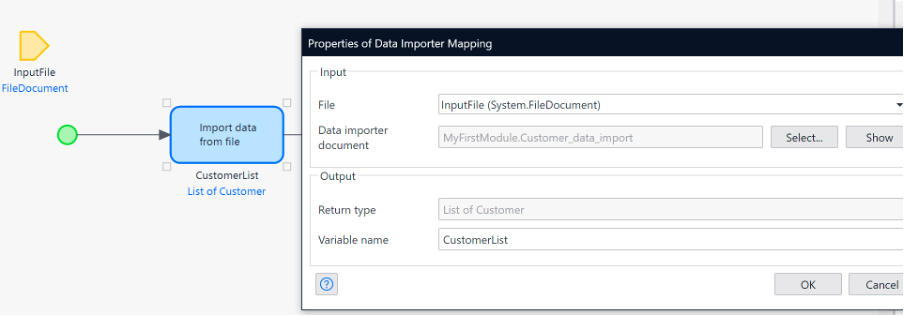 InputFile
FileDocument
Import data
from file
CustomerList
List of Customer
Properties of Data Importer Mapping
Input
File
InputFile (System.FileDocument)
Data importer
document
MyFirstModule.Customer_data_import
Select...
Show
Output
Return type
List of Customer
Variable name
CustomerList
?
OK
Cancel